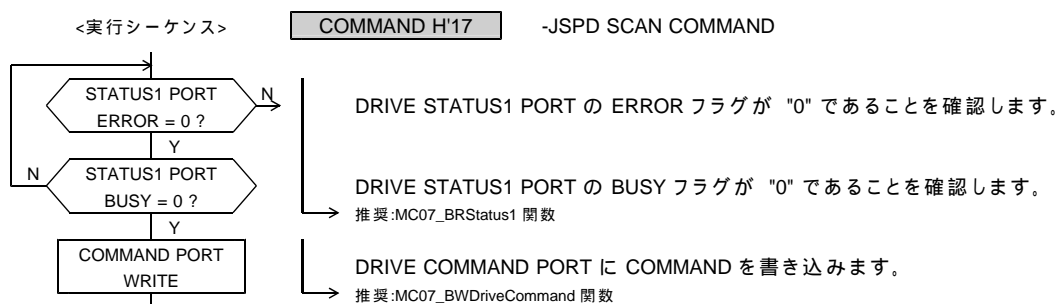 <実行シーケンス> COMMAND H'17 -JSPD SCAN COMMAND
STATUS1 PORT
ERROR = 0 ?
N
DRIVE STATUS1 PORT の ERROR フラグが "0" であることを確認します。
Y
N
STATUS1 PORT
BUSY = 0 ?
DRIVE STATUS1 PORT の BUSY フラグが "0" であることを確認します。
推奨:MC07_BRStatus1 関数
Y
COMMAND PORT
WRITE
DRIVE COMMAND PORT に COMMAND を書き込みます。
推奨:MC07_BWDriveCommand 関数